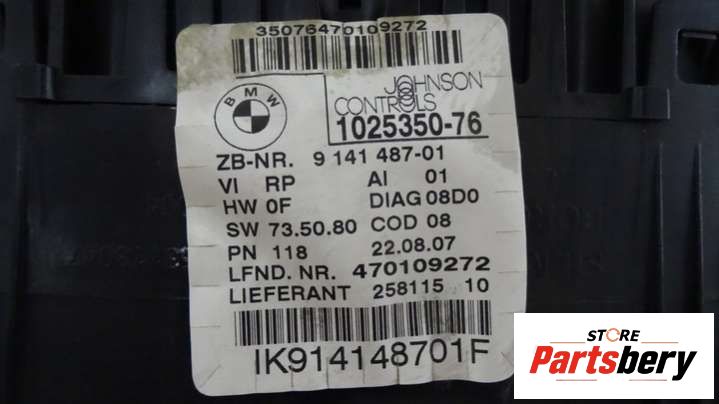 35076470109272
BMW
JOHNSON
CONTROLS
1025350-76
ZB-NR. 9 141 487-01
VI RP AI 01
HW 0F DIAG 08D0
SW 73.50.80 COD 08
PN 118 22.08.07
LFND. NR. 470109272
LIEFERANT 258115 10
IK914148701F
STORE
Partsbery